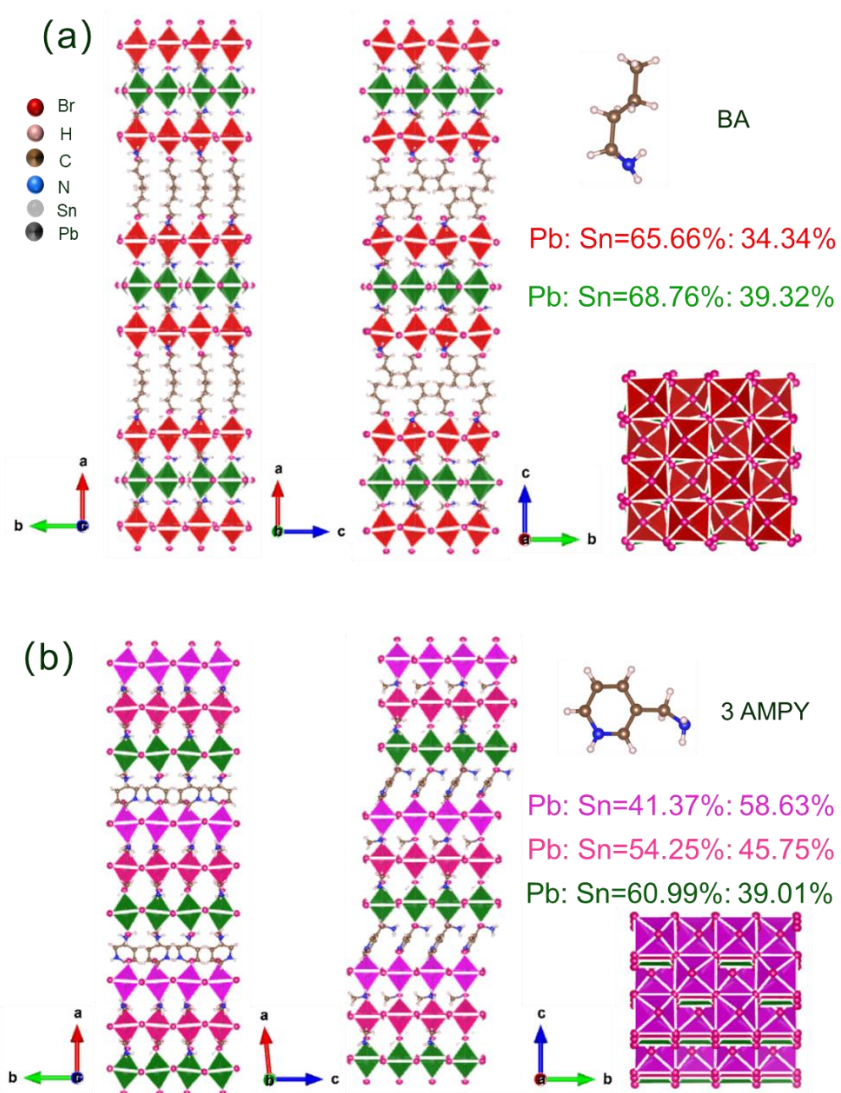 (a)
Br
H
C
N
Sn
Pb
BA
Pb: Sn=65.66%: 34.34%
Pb: Sn=68.76%: 39.32%
a
b
c
a
b
c
c
a
b
(b)
3 AMPY
Pb: Sn=41.37%: 58.63%
Pb: Sn=54.25%: 45.75%
Pb: Sn=60.99%: 39.01%
a
b
c
a
b
c
c
a
b